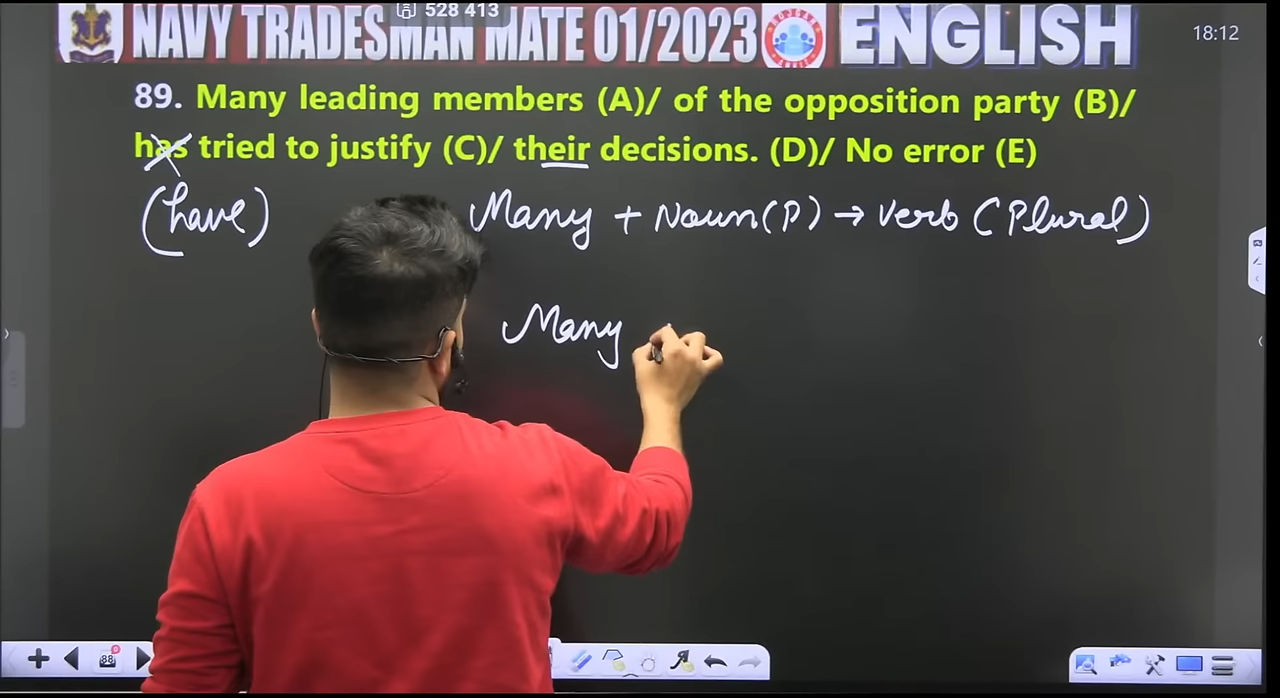 528 413
NAVY TRADESMAN MATE 01/2023 ENGLISH
18:12
89. Many leading members (A)/ of the opposition party (B)/
has tried to justify (C)/ their decisions. (D)/ No error (E)
(have) Many + Noun(P) → Verb (Plural)
Many
88